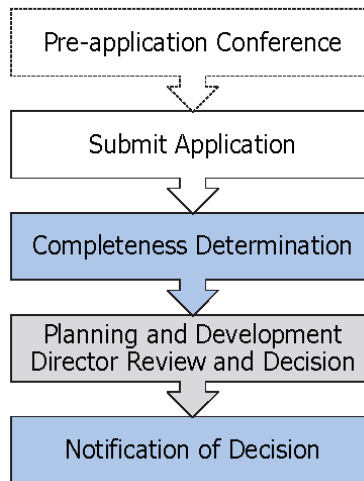 Pre-application Conference
Submit Application
Completeness Determination
Planning and Development
Director Review and Decision
Notification of Decision